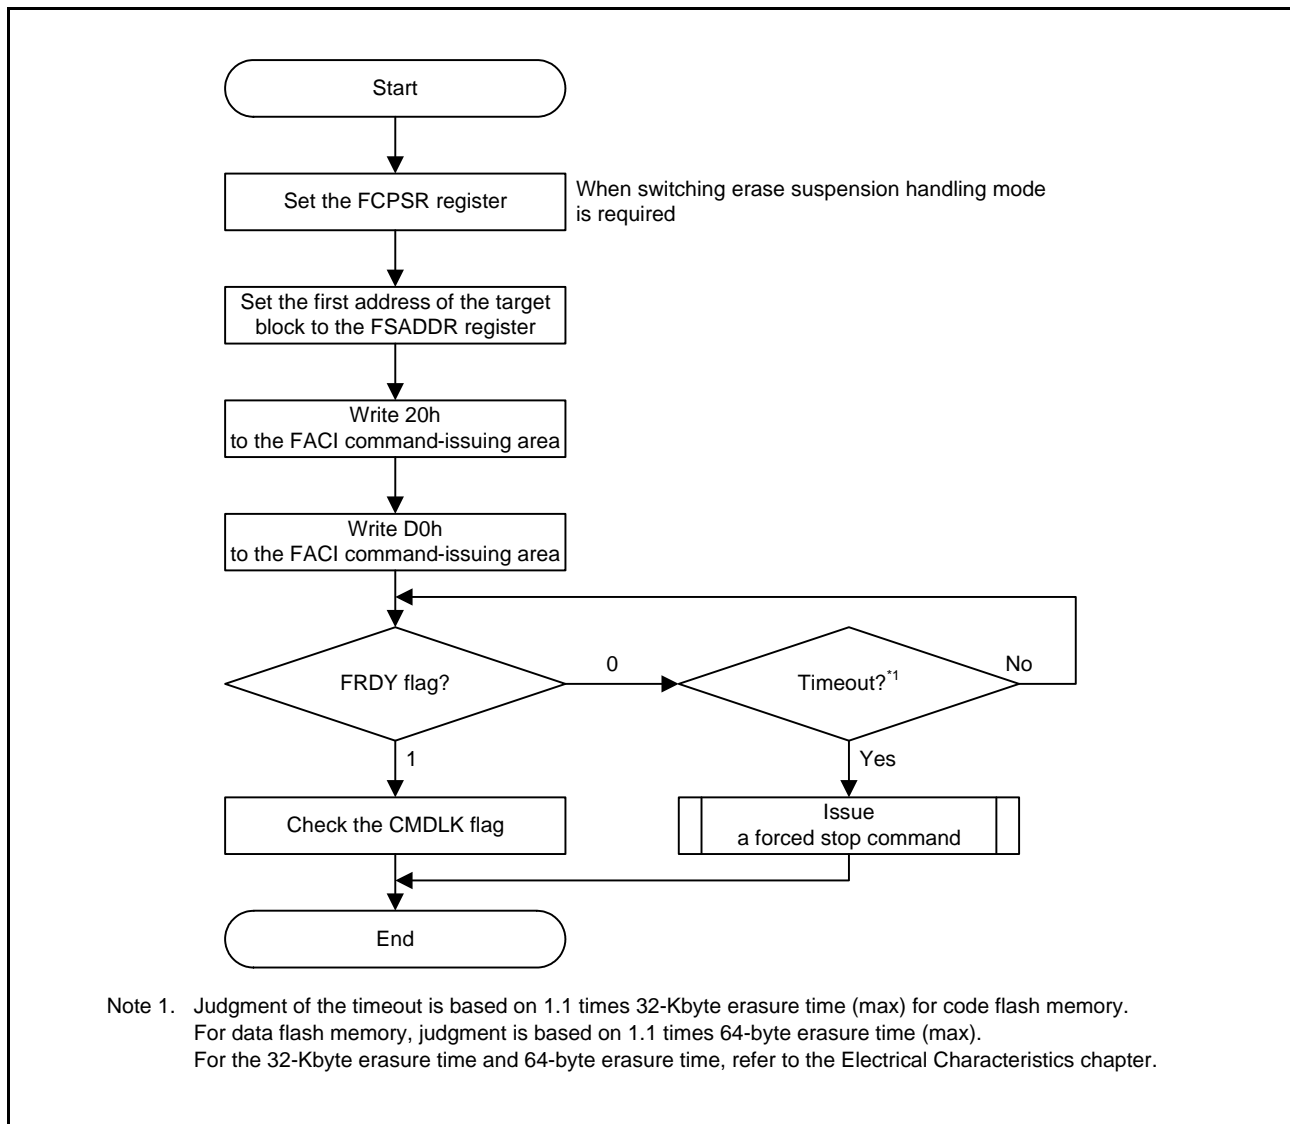 Start
Set the FCPSR register
When switching erase suspension handling mode
is required
Set the first address of the target
block to the FSADDR register
Write 20h
to the FACI command-issuing area
Write D0h
to the FACI command-issuing area
FRDY flag?
0
Timeout?*1
No
1
Yes
Check the CMDLK flag
Issue
a forced stop command
End
Note 1. Judgment of the timeout is based on 1.1 times 32-Kbyte erasure time (max) for code flash memory.
For data flash memory, judgment is based on 1.1 times 64-byte erasure time (max).
For the 32-Kbyte erasure time and 64-byte erasure time, refer to the Electrical Characteristics chapter.